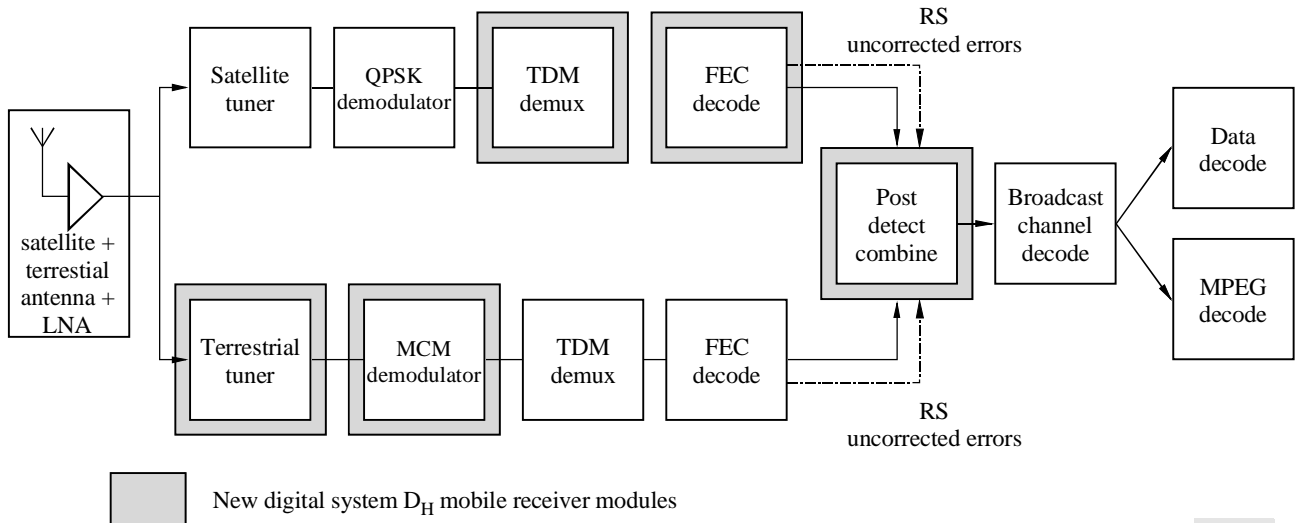 RS
uncorrected errors
Satellite
tuner
QPSK
demodulator
TDM
demux
FEC
decode
Data
decode
satellite +
terrestial
antenna +
LNA
Post
detect
combine
Broadcast
channel
decode
MPEG
decode
Terrestrial
tuner
MCM
demodulator
TDM
demux
FEC
decode
RS
uncorrected errors
New digital system D_H mobile receiver modules